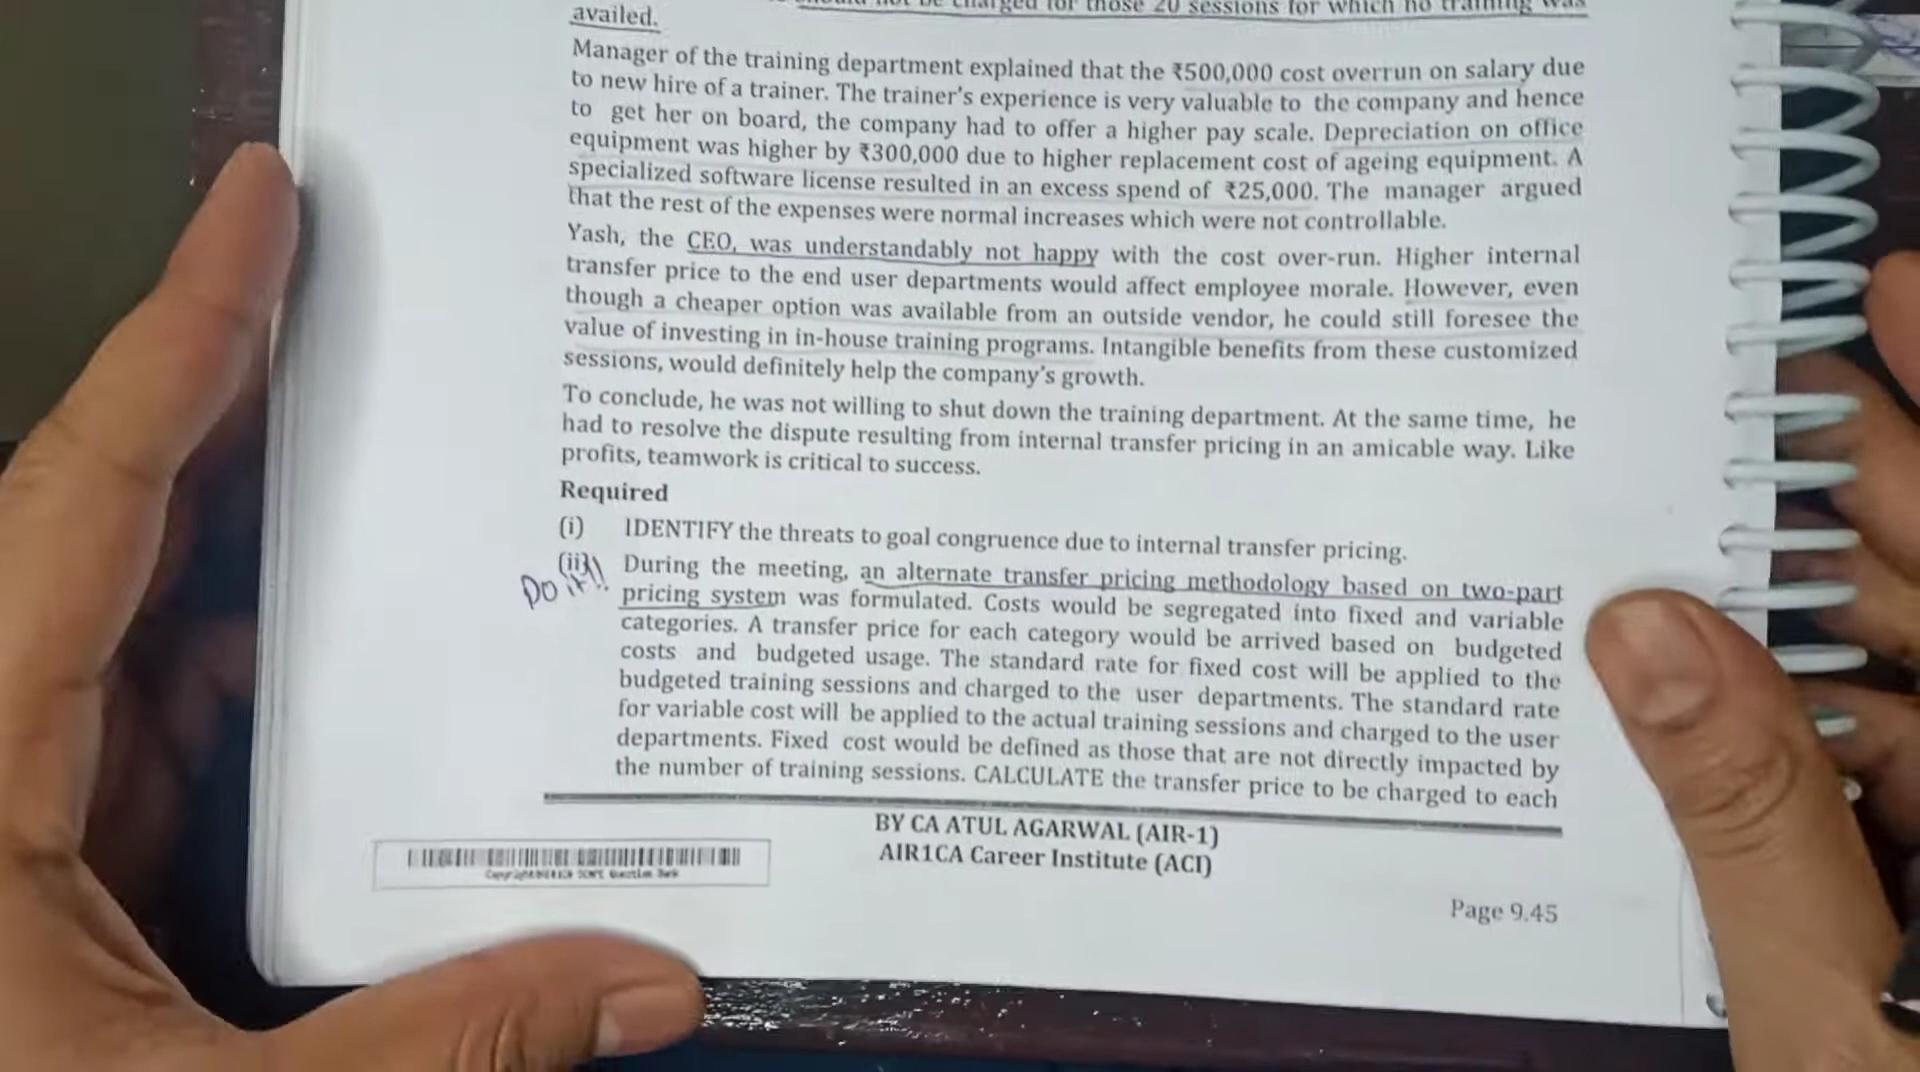 be charged for those 20 sessions for which no training was
availed.
Manager of the training department explained that the ₹500,000 cost overrun on salary due
to new hire of a trainer. The trainer's experience is very valuable to the company and hence
to get her on board, the company had to offer a higher pay scale. Depreciation on office
equipment was higher by ₹300,000 due to higher replacement cost of ageing equipment. A
specialized software license resulted in an excess spend of ₹25,000. The manager argued
that the rest of the expenses were normal increases which were not controllable.
Yash, the CEO, was understandably not happy with the cost over-run. Higher internal
transfer price to the end user departments would affect employee morale. However, even
though a cheaper option was available from an outside vendor, he could still foresee the
value of investing in in-house training programs. Intangible benefits from these customized
sessions, would definitely help the company's growth.
To conclude, he was not willing to shut down the training department. At the same time, he
had to resolve the dispute resulting from internal transfer pricing in an amicable way. Like
profits, teamwork is critical to success.
Required
(i) IDENTIFY the threats to goal congruence due to internal transfer pricing.
(ii) During the meeting, an alternate transfer pricing methodology based on two-part
Do it!! pricing system was formulated. Costs would be segregated into fixed and variable
categories. A transfer price for each category would be arrived based on budgeted
costs and budgeted usage. The standard rate for fixed cost will be applied to the
budgeted training sessions and charged to the user departments. The standard rate
for variable cost will be applied to the actual training sessions and charged to the user
departments. Fixed cost would be defined as those that are not directly impacted by
the number of training sessions. CALCULATE the transfer price to be charged to each
BY CA ATUL AGARWAL (AIR-1)
AIR1CA Career Institute (ACI)
Page 9.45